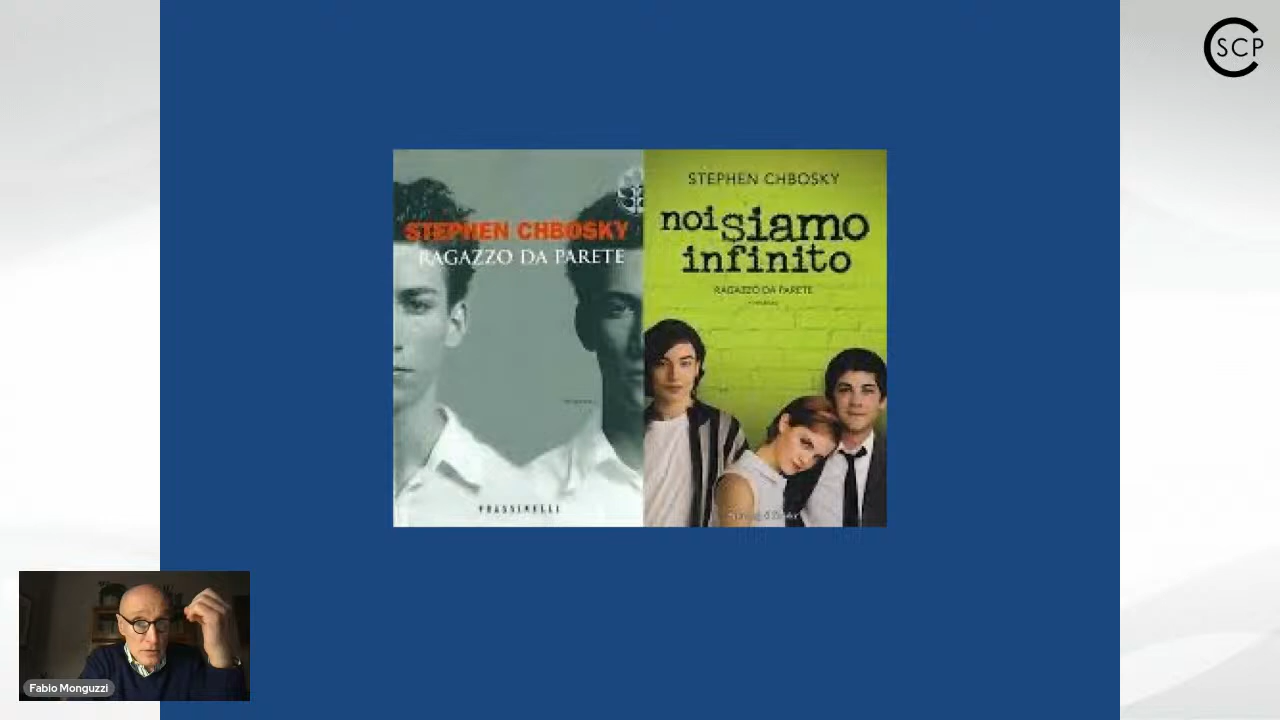 SCP
STEPHEN CHBOSKY
RAGAZZO DA PARETE
FRASSINELLI
STEPHEN CHBOSKY
noi siamo
infinito
RAGAZZO DA PARETE
Fabio Monguzzi